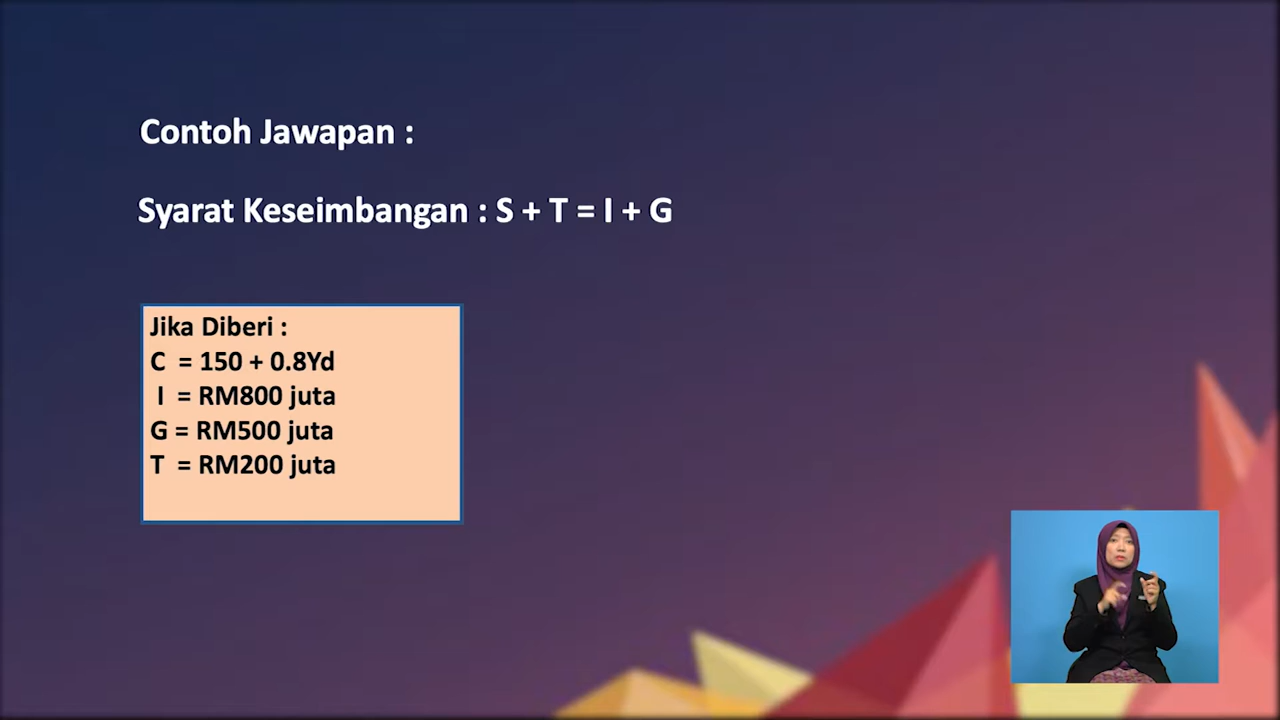 Contoh Jawapan :
Syarat Keseimbangan : S + T = I + G
Jika Diberi :
C = 150 + 0.8Yd
I = RM800 juta
G = RM500 juta
T = RM200 juta